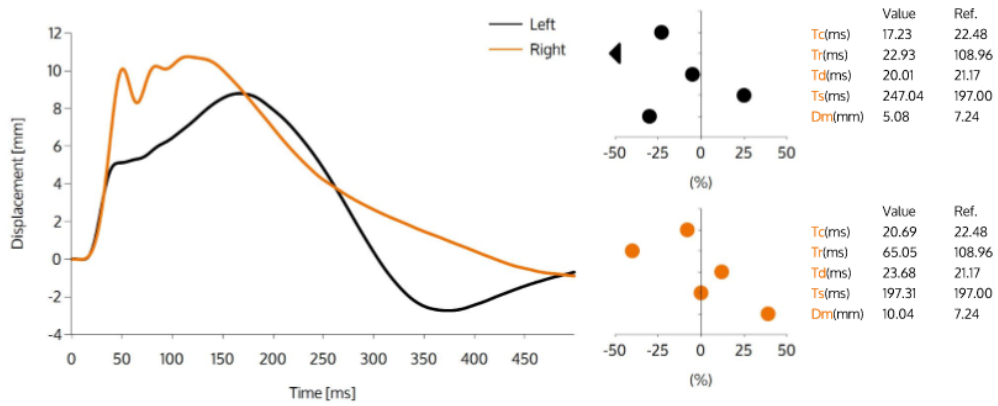 Displacement [mm]
12
10
8
6
4
2
0
-2
-4
0 50 100 150 200 250 300 350 400 450
Time [ms]
Left
Right
-50 -25 0 25 50
(%)
Value Ref.
Tc(ms) 17.23 22.48
Tr(ms) 22.93 108.96
Td(ms) 20.01 21.17
Ts(ms) 247.04 197.00
Dm(mm) 5.08 7.24
-50 -25 0 25 50
(%)
Value Ref.
Tc(ms) 20.69 22.48
Tr(ms) 65.05 108.96
Td(ms) 23.68 21.17
Ts(ms) 197.31 197.00
Dm(mm) 10.04 7.24